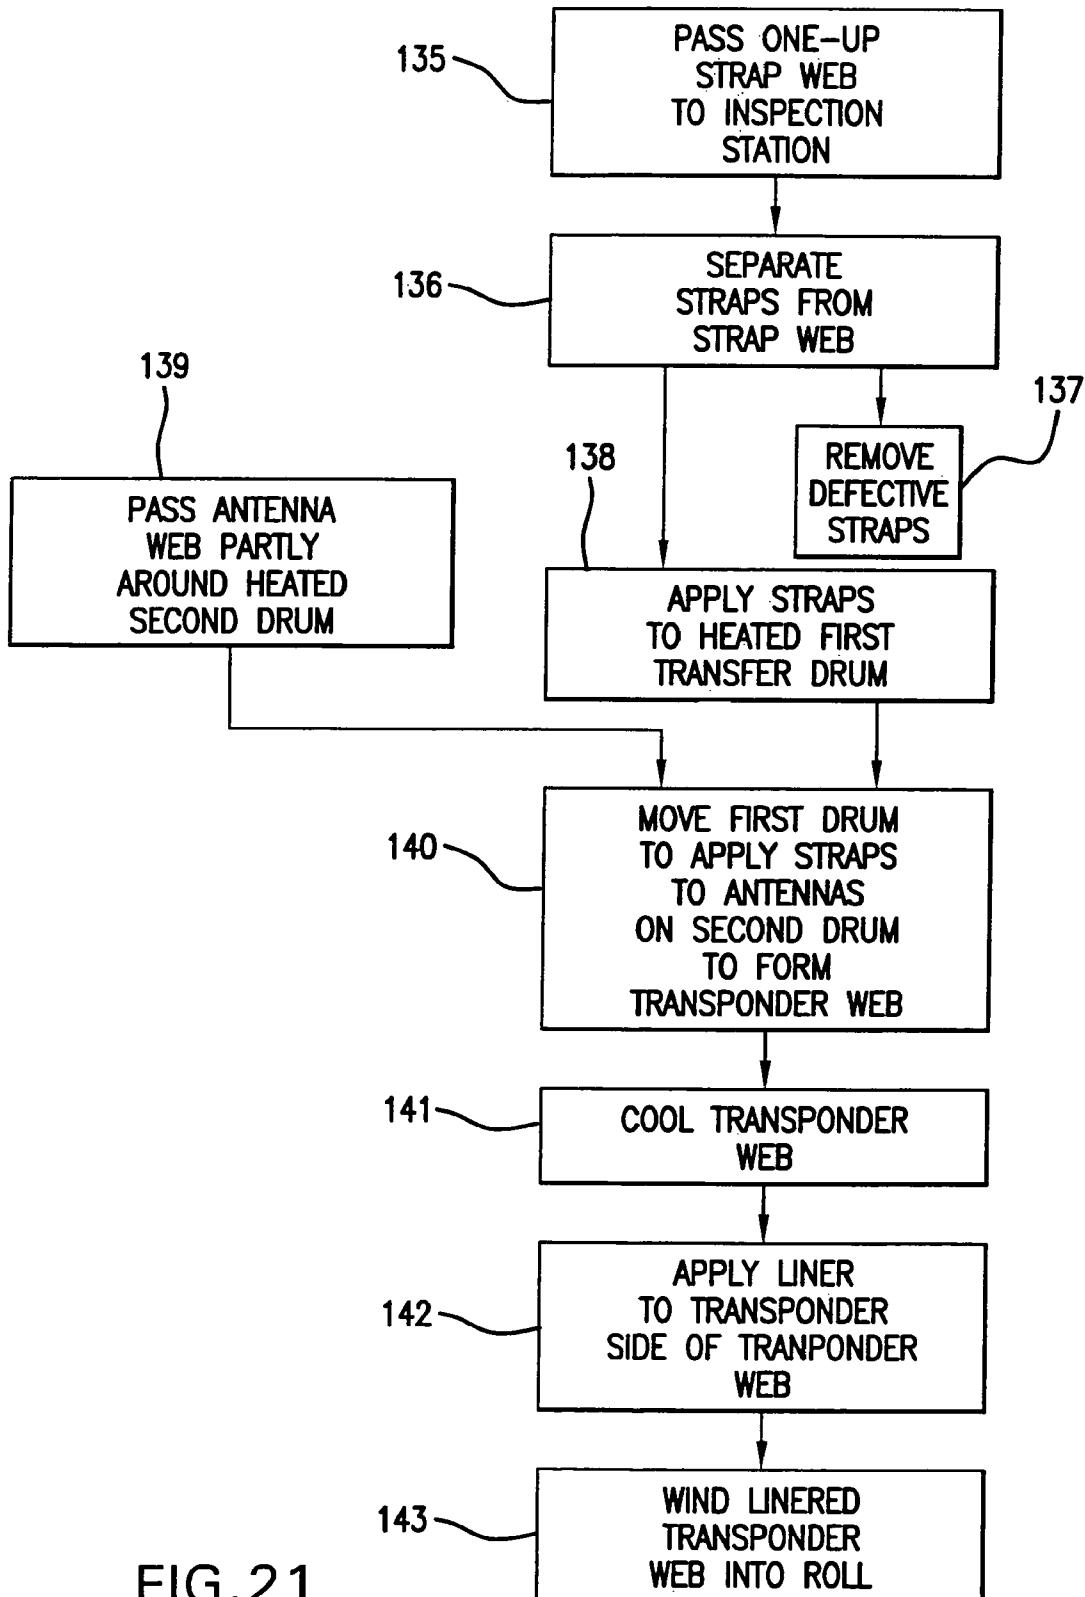 135
PASS ONE-UP
STRAP WEB
TO INSPECTION
STATION
136
SEPARATE
STRAPS FROM
STRAP WEB
137
REMOVE
DEFECTIVE
STRAPS
138
APPLY STRAPS
TO HEATED FIRST
TRANSFER DRUM
139
PASS ANTENNA
WEB PARTLY
AROUND HEATED
SECOND DRUM
140
MOVE FIRST DRUM
TO APPLY STRAPS
TO ANTENNAS
ON SECOND DRUM
TO FORM
TRANSPONDER WEB
141
COOL TRANSPONDER
WEB
142
APPLY LINER
TO TRANSPONDER
SIDE OF TRANPONDER
WEB
143
WIND LINERED
TRANSPONDER
WEB INTO ROLL
FIG.21